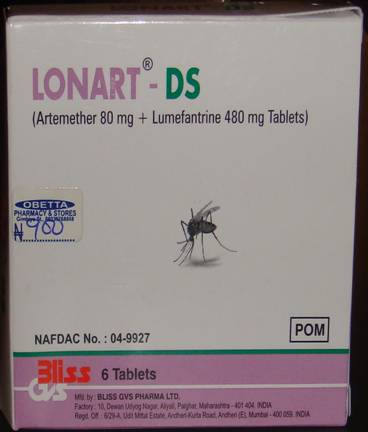 LONART® - DS
(Artemether 80 mg + Lumefantrine 480 mg Tablets)
OBETTA
PHARMACY & STORES
₦900
NAFDAC No. : 04-9927
POM
Bliss
GVS
6 Tablets
Mfd. by : BLISS GVS PHARMA LTD.
Factory : 10, Dewan Udyog Nagar, Aliyali, Palghar, Maharashtra - 401 404. INDIA
Regd. Off. : 6/29-A, Udit Mittal Estate, Andheri-Kurla Road, Andheri (E), Mumbai - 400 059. INDIA